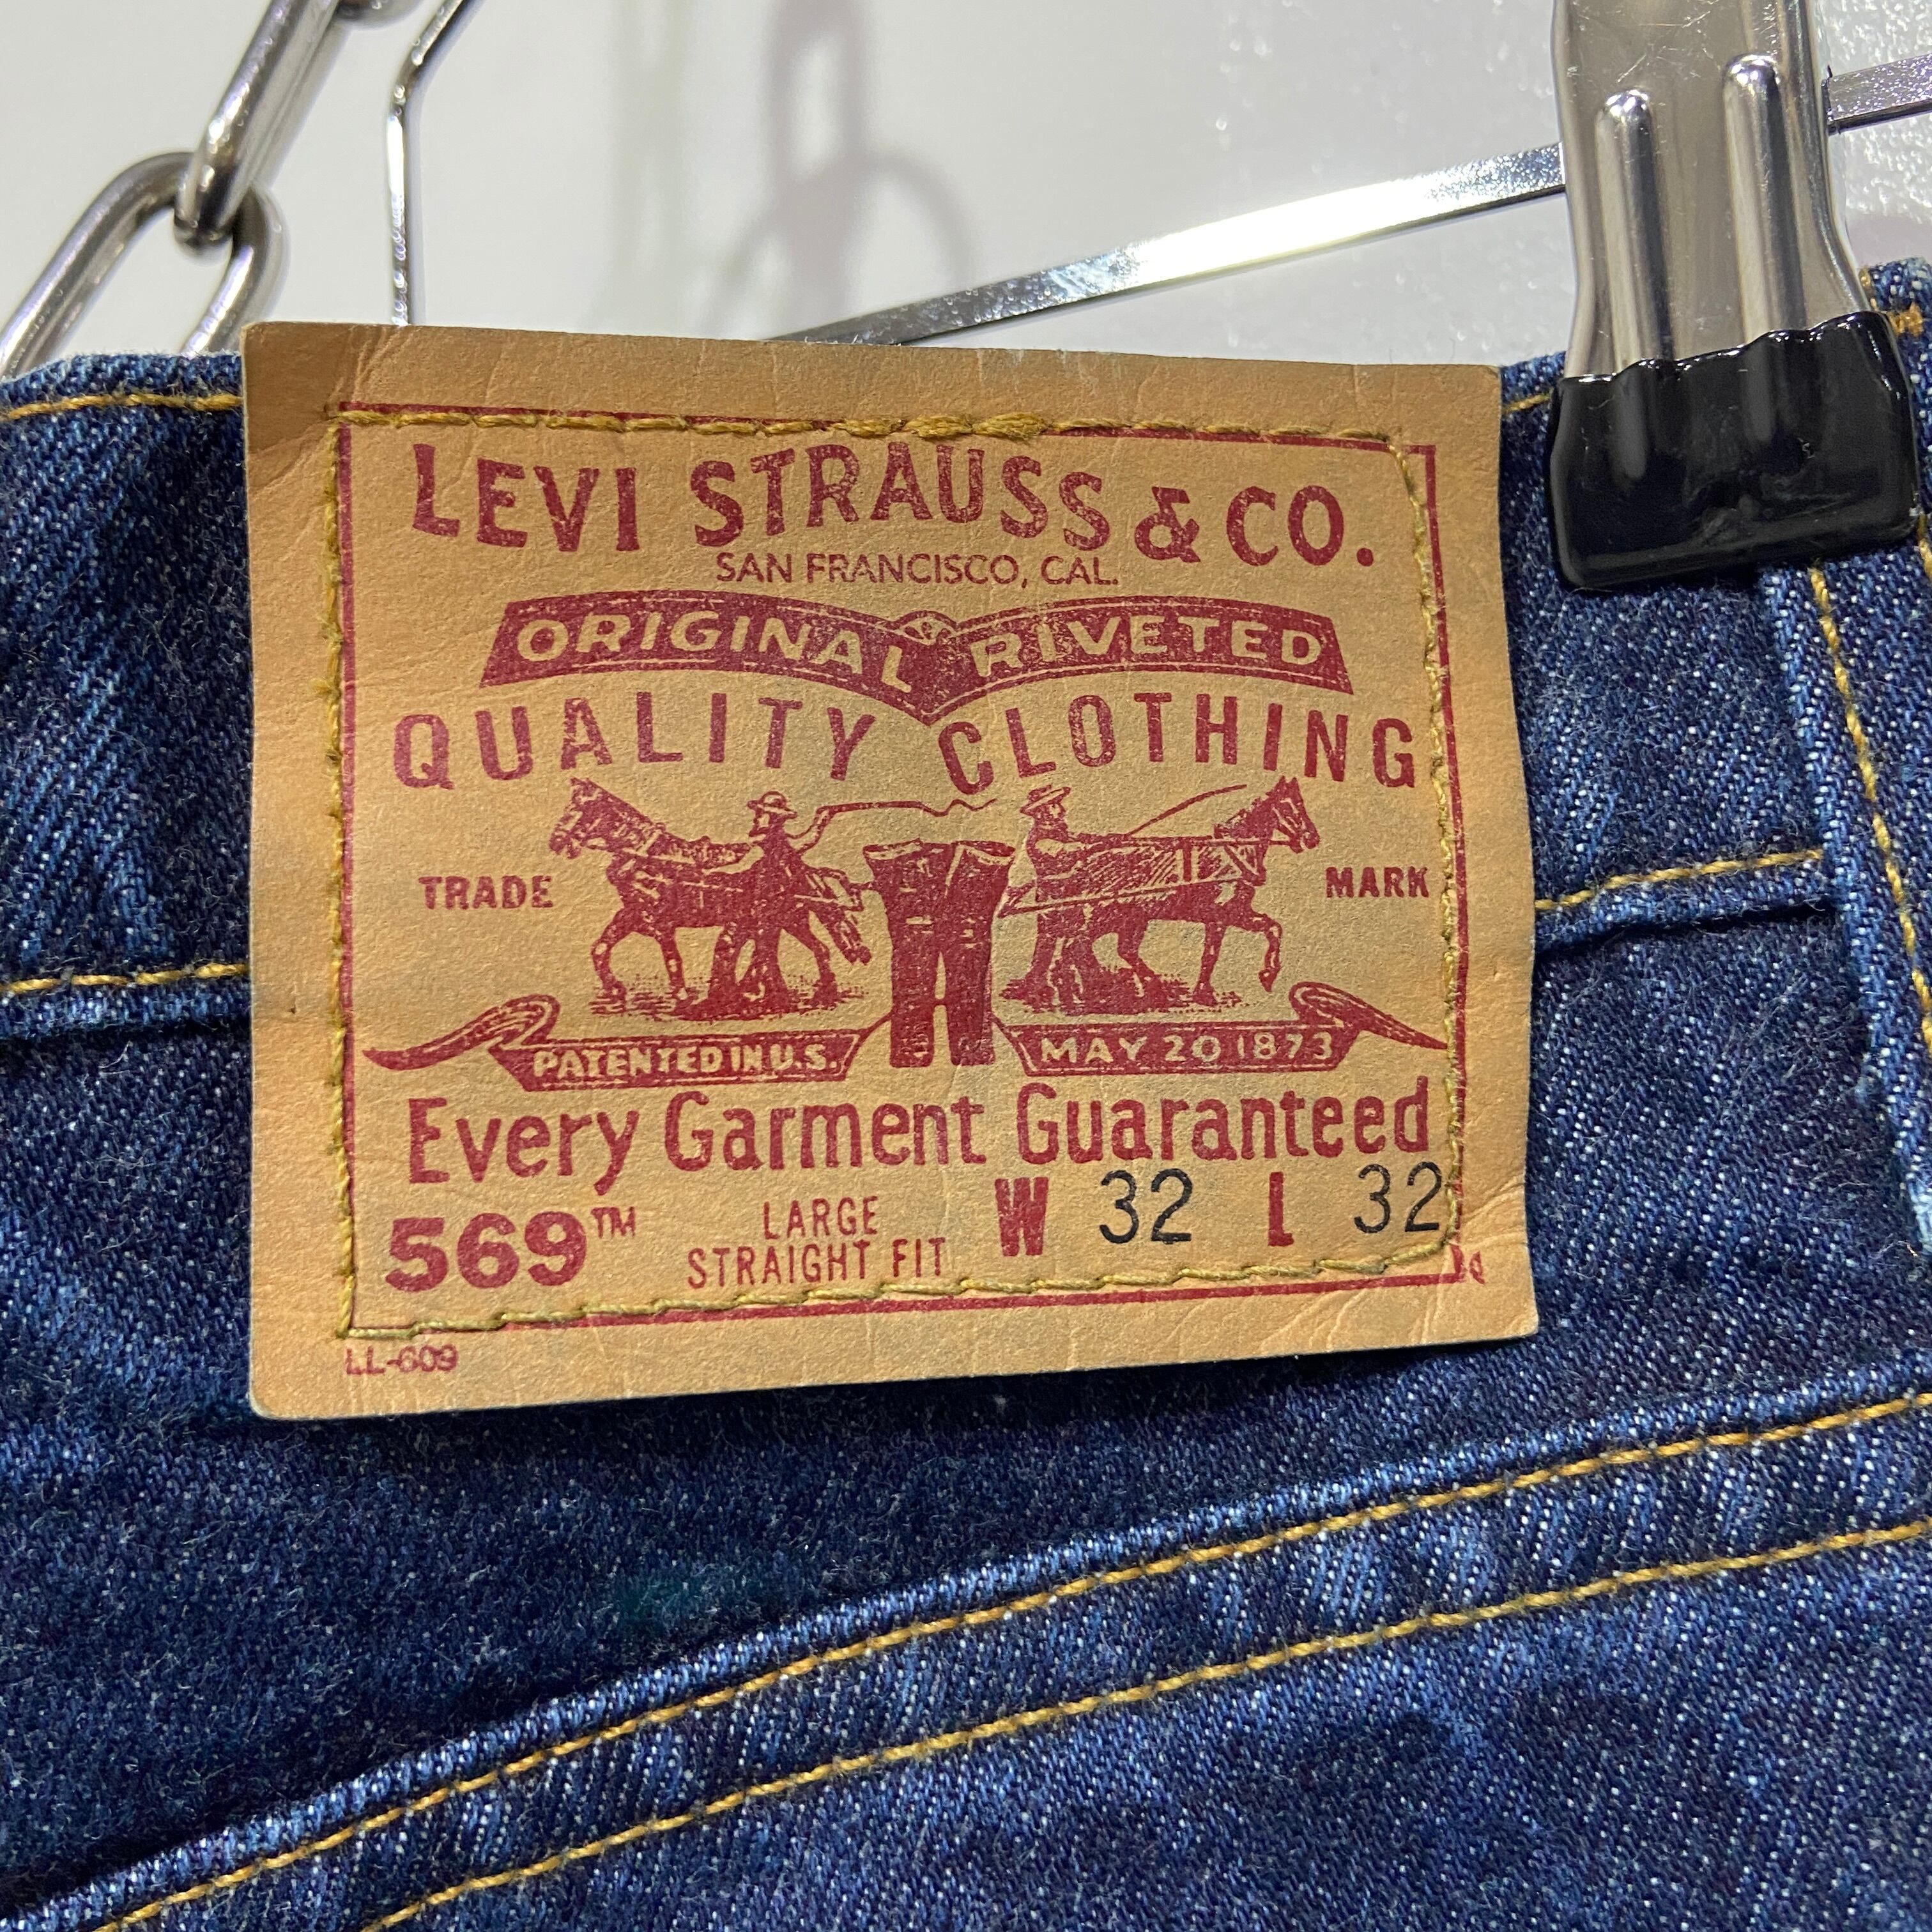 LEVI STRAUSS & CO.
SAN FRANCISCO, CAL.
ORIGINAL RIVETED
QUALITY CLOTHING
TRADE MARK
PATENTED IN U.S. MAY 20 1873
Every Garment Guaranteed
569™ LARGE STRAIGHT FIT W 32 L 32
LL-609